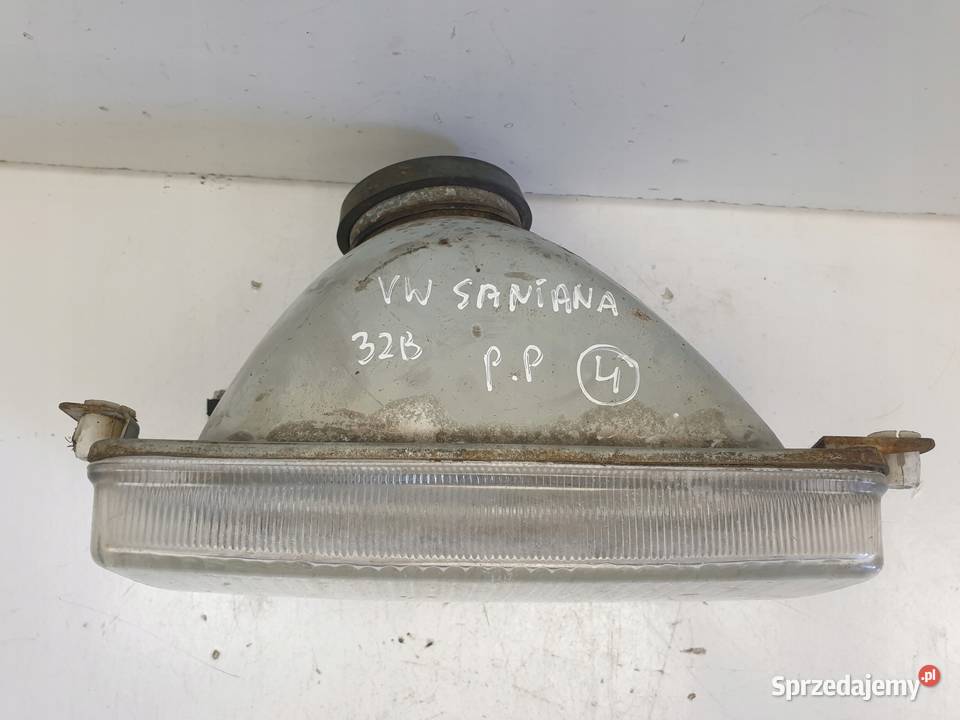 VW SANTANA
32B P.P 4
Sprzedajemy.pl